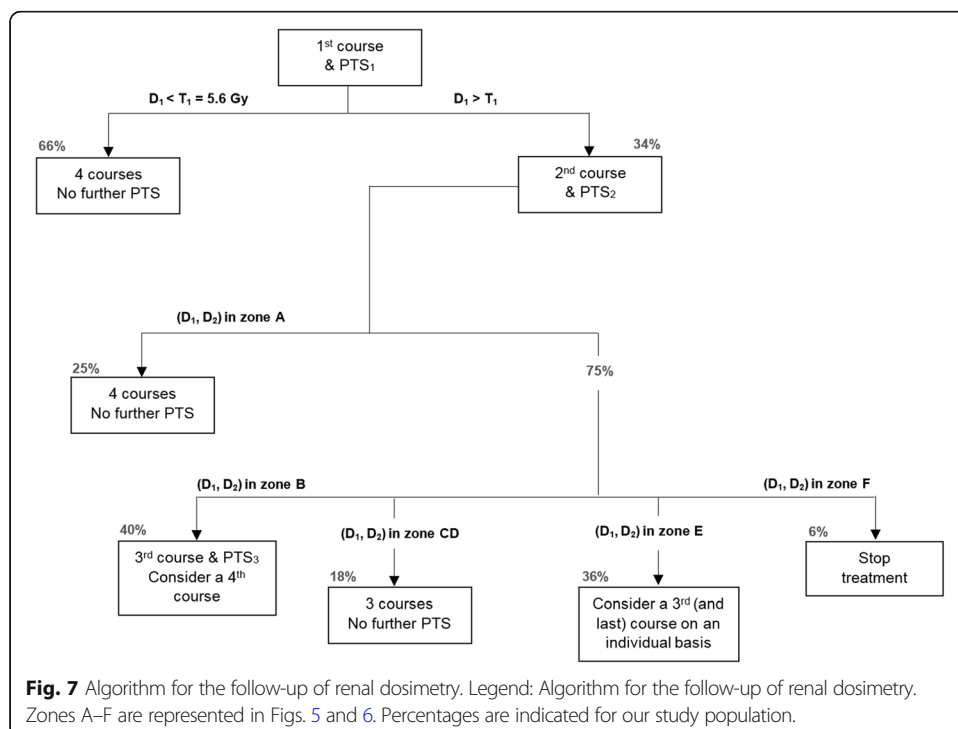 1st course
& PTS1
D1 < T1 = 5.6 Gy
D1 > T1
66%
34%
4 courses
No further PTS
2nd course
& PTS2
(D1, D2) in zone A
25%
75%
4 courses
No further PTS
(D1, D2) in zone B
(D1, D2) in zone CD
(D1, D2) in zone E
(D1, D2) in zone F
40%
3rd course & PTS3
Consider a 4th
course
18%
3 courses
No further PTS
36%
Consider a 3rd (and
last) course on an
individual basis
6%
Stop
treatment
Fig. 7 Algorithm for the follow-up of renal dosimetry. Legend: Algorithm for the follow-up of renal dosimetry.
Zones A–F are represented in Figs. 5 and 6. Percentages are indicated for our study population.